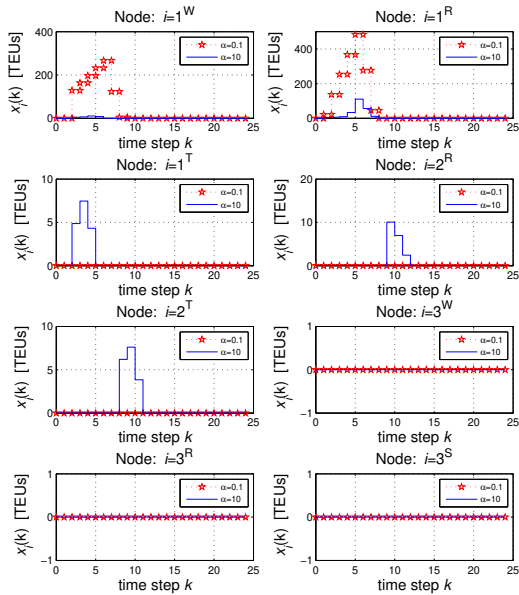 Node: i=1^W
x_i(k) [TEUs]
400
200
0
0 5 10 15 20 25
time step k
α=0.1
α=10
Node: i=1^R
x_i(k) [TEUs]
400
200
0
0 5 10 15 20 25
time step k
α=0.1
α=10
Node: i=1^T
x_i(k) [TEUs]
10
5
0
0 5 10 15 20 25
time step k
α=0.1
α=10
Node: i=2^R
x_i(k) [TEUs]
20
10
0
0 5 10 15 20 25
time step k
α=0.1
α=10
Node: i=2^T
x_i(k) [TEUs]
10
5
0
0 5 10 15 20 25
time step k
α=0.1
α=10
Node: i=3^W
x_i(k) [TEUs]
1
0
−1
0 5 10 15 20 25
time step k
α=0.1
α=10
Node: i=3^R
x_i(k) [TEUs]
1
0
−1
0 5 10 15 20 25
time step k
α=0.1
α=10
Node: i=3^S
x_i(k) [TEUs]
1
0
−1
0 5 10 15 20 25
time step k
α=0.1
α=10